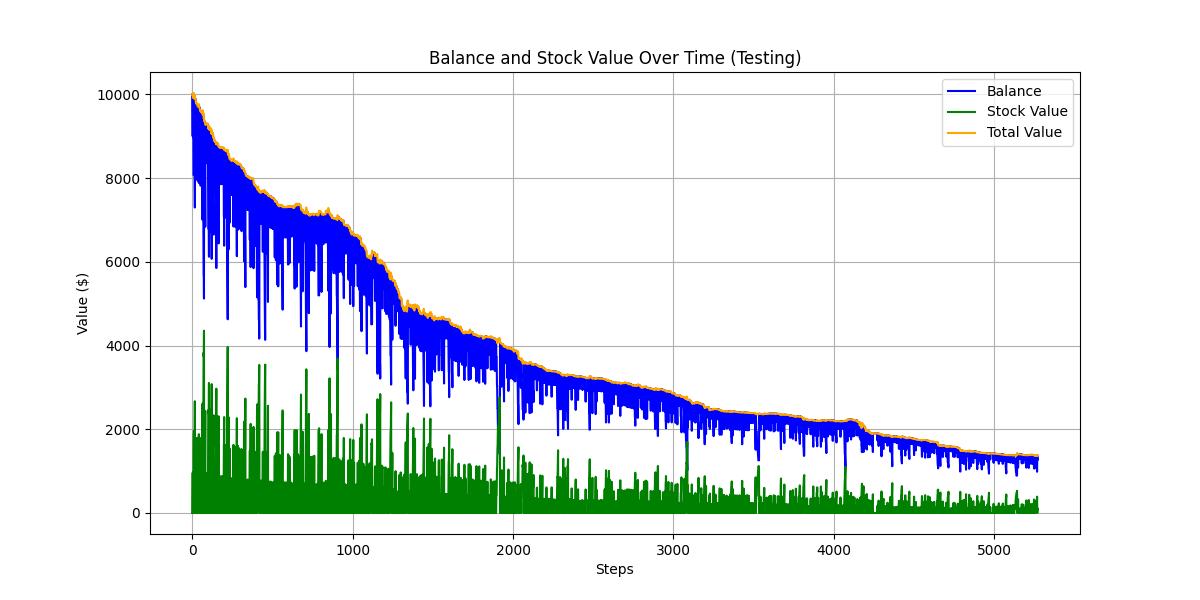 Balance and Stock Value Over Time (Testing)
Balance
Stock Value
Total Value
Value ($)
10000
8000
6000
4000
2000
0
0 1000 2000 3000 4000 5000
Steps